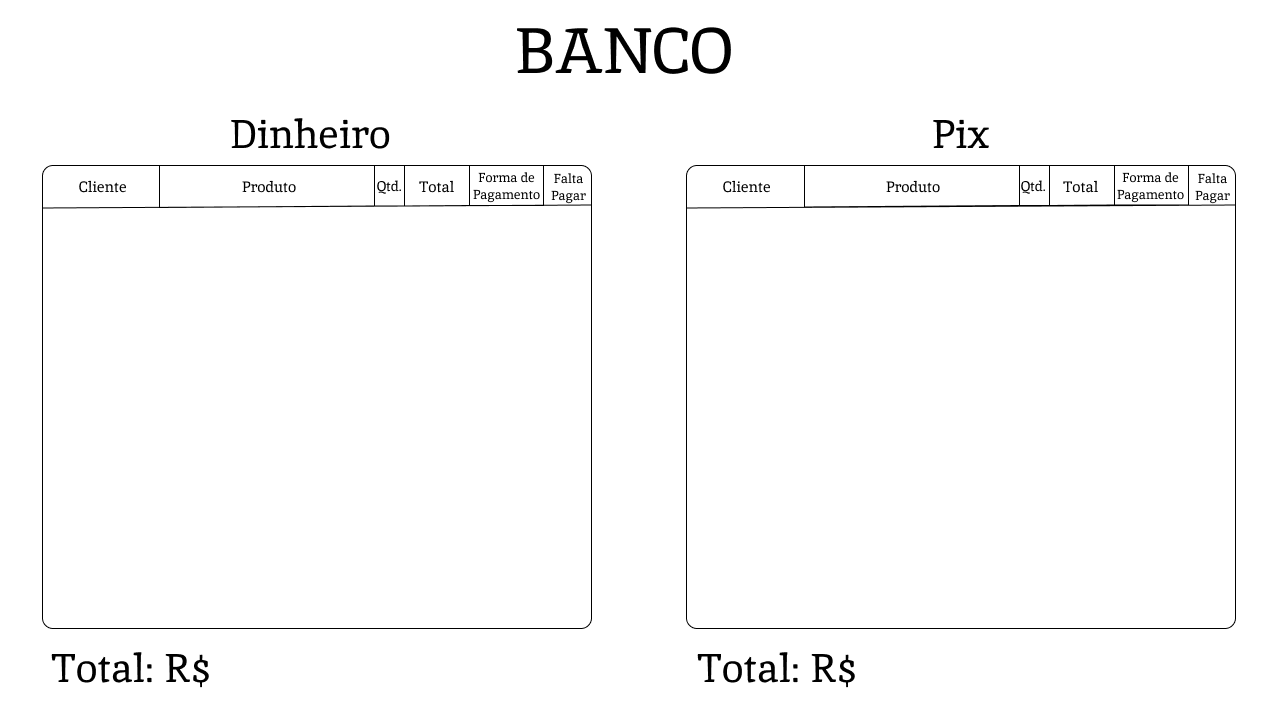 BANCO
Dinheiro
Cliente Produto Qtd. Total Forma de Pagamento Falta Pagar
Total: R$
Pix
Cliente Produto Qtd. Total Forma de Pagamento Falta Pagar
Total: R$